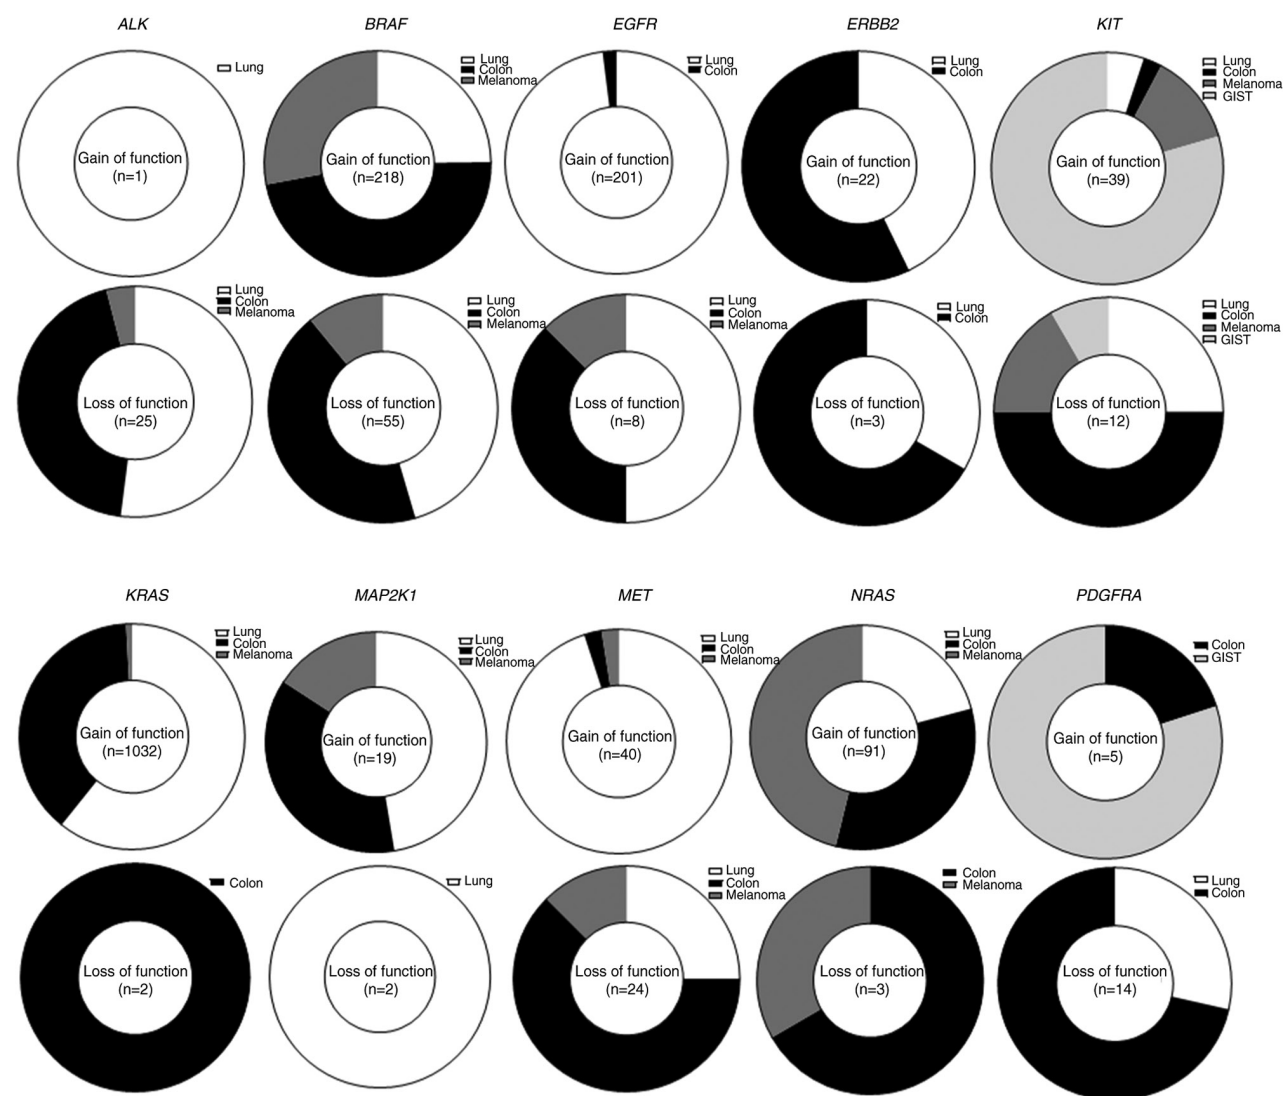 ALK
BRAF
EGFR
ERBB2
KIT
Lung
Gain of function
(n=1)
Lung
Colon
Melanoma
Gain of function
(n=218)
Lung
Colon
Gain of function
(n=201)
Lung
Colon
Gain of function
(n=22)
Lung
Colon
Melanoma
GIST
Gain of function
(n=39)
Lung
Colon
Melanoma
Loss of function
(n=25)
Lung
Colon
Melanoma
Loss of function
(n=55)
Lung
Colon
Melanoma
Loss of function
(n=8)
Lung
Colon
Loss of function
(n=3)
Lung
Colon
Melanoma
GIST
Loss of function
(n=12)
KRAS
MAP2K1
MET
NRAS
PDGFRA
Lung
Colon
Melanoma
Gain of function
(n=1032)
Lung
Colon
Melanoma
Gain of function
(n=19)
Lung
Colon
Melanoma
Gain of function
(n=40)
Lung
Colon
Melanoma
Gain of function
(n=91)
Colon
GIST
Gain of function
(n=5)
Colon
Loss of function
(n=2)
Lung
Loss of function
(n=2)
Lung
Colon
Melanoma
Loss of function
(n=24)
Colon
Melanoma
Loss of function
(n=3)
Lung
Colon
Loss of function
(n=14)